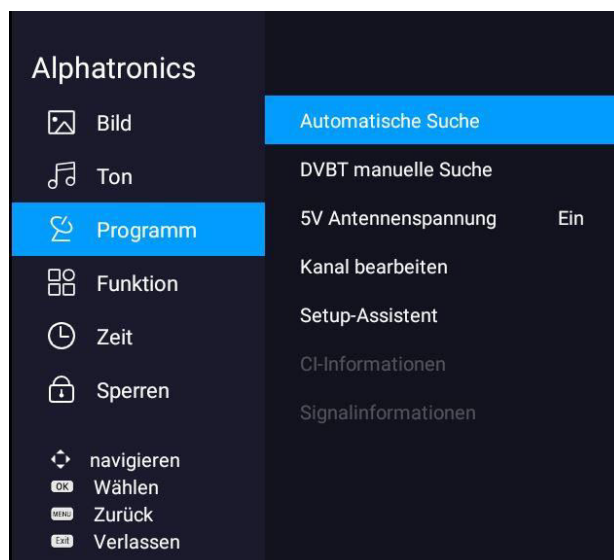 Alphatronics
Bild
Ton
Programm
Funktion
Zeit
Sperren
OK
navigieren
Wählen
MENU
Zurück
Exit
Verlassen
Automatische Suche
DVBT manuelle Suche
5V Antennenspannung Ein
Kanal bearbeiten
Setup-Assistent
CI-Informationen
Signalinformationen